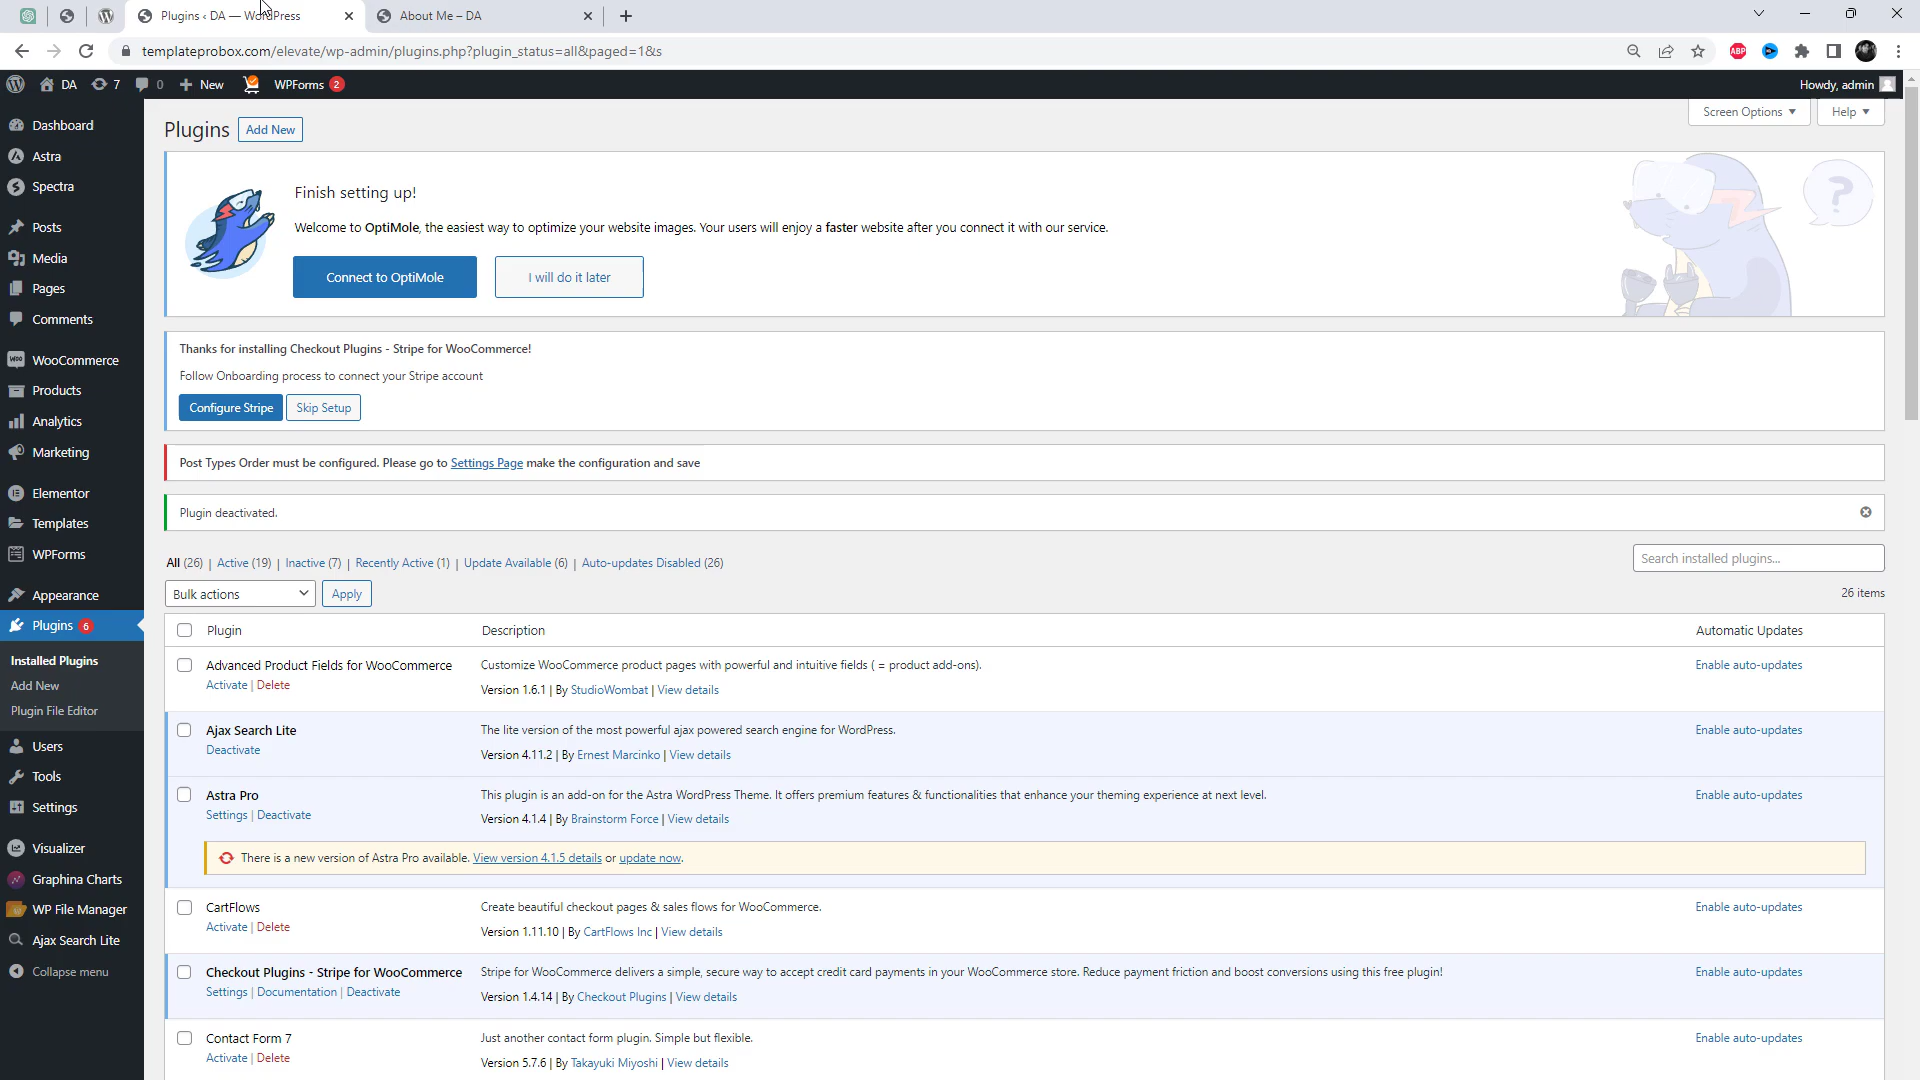 Plugins ‹ DA — WordPress
About Me – DA
templateprobox.com/elevate/wp-admin/plugins.php?plugin_status=all&paged=1&s
ABP
DA
7
0
New
WPForms 2
Howdy, admin
Dashboard
Astra
Spectra
Posts
Media
Pages
Comments
WooCommerce
Products
Analytics
Marketing
Elementor
Templates
WPForms
Appearance
Plugins 6
Installed Plugins
Add New
Plugin File Editor
Users
Tools
Settings
Visualizer
Graphina Charts
WP File Manager
Ajax Search Lite
Collapse menu
Screen Options
Help
Plugins Add New
Finish setting up!
Welcome to OptiMole, the easiest way to optimize your website images. Your users will enjoy a faster website after you connect it with our service.
Connect to OptiMole
I will do it later
?
Thanks for installing Checkout Plugins - Stripe for WooCommerce!
Follow Onboarding process to connect your Stripe account
Configure Stripe
Skip Setup
Post Types Order must be configured. Please go to Settings Page make the configuration and save
Plugin deactivated.
All (26) | Active (19) | Inactive (7) | Recently Active (1) | Update Available (6) | Auto-updates Disabled (26)
Search installed plugins...
Bulk actions
Apply
26 items
Plugin Description Automatic Updates
Advanced Product Fields for WooCommerce
Activate | Delete
Customize WooCommerce product pages with powerful and intuitive fields ( = product add-ons).
Version 1.6.1 | By StudioWombat | View details
Enable auto-updates
Ajax Search Lite
Deactivate
The lite version of the most powerful ajax powered search engine for WordPress.
Version 4.11.2 | By Ernest Marcinko | View details
Enable auto-updates
Astra Pro
Settings | Deactivate
This plugin is an add-on for the Astra WordPress Theme. It offers premium features & functionalities that enhance your theming experience at next level.
Version 4.1.4 | By Brainstorm Force | View details
Enable auto-updates
There is a new version of Astra Pro available. View version 4.1.5 details or update now.
CartFlows
Activate | Delete
Create beautiful checkout pages & sales flows for WooCommerce.
Version 1.11.10 | By CartFlows Inc | View details
Enable auto-updates
Checkout Plugins - Stripe for WooCommerce
Settings | Documentation | Deactivate
Stripe for WooCommerce delivers a simple, secure way to accept credit card payments in your WooCommerce store. Reduce payment friction and boost conversions using this free plugin!
Version 1.4.14 | By Checkout Plugins | View details
Enable auto-updates
Contact Form 7
Activate | Delete
Just another contact form plugin. Simple but flexible.
Version 5.7.6 | By Takayuki Miyoshi | View details
Enable auto-updates